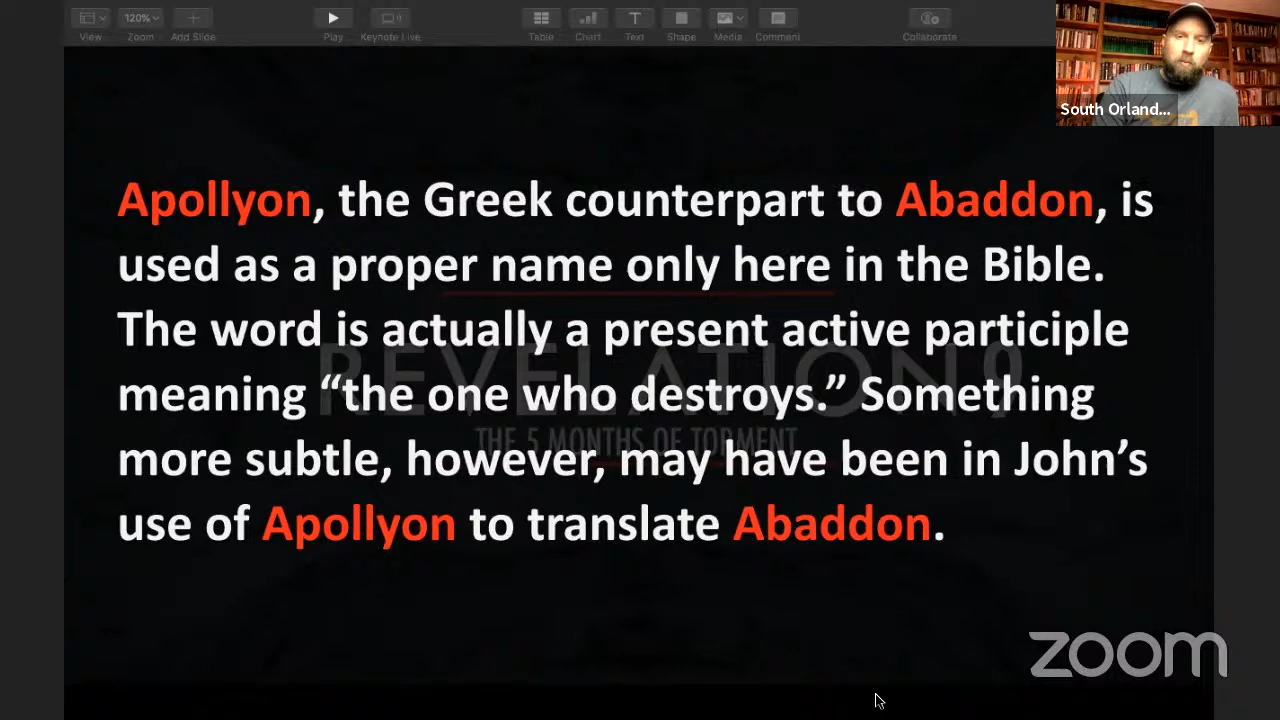 120%
View
Zoom
Add Slide
Play
Keynote Live
Table
Chart
Text
Shape
Media
Comment
Collaborate
South Orland...
Apollyon, the Greek counterpart to Abaddon, is
used as a proper name only here in the Bible.
The word is actually a present active participle
meaning “the one who destroys.” Something
more subtle, however, may have been in John’s
use of Apollyon to translate Abaddon.
REVELATION 9
THE 5 MONTHS OF TORMENT
zoom